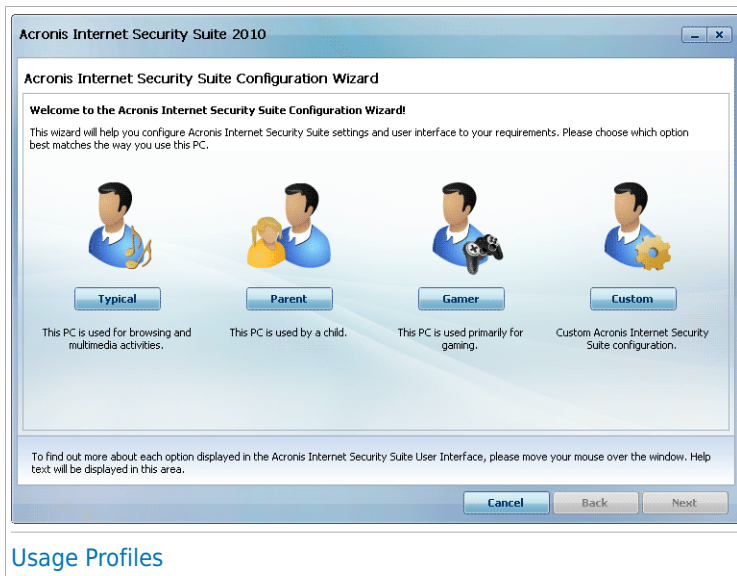 Acronis Internet Security Suite 2010
Acronis Internet Security Suite Configuration Wizard
Welcome to the Acronis Internet Security Suite Configuration Wizard!
This wizard will help you configure Acronis Internet Security Suite settings and user interface to your requirements. Please choose which option
best matches the way you use this PC.
Typical
Parent
Gamer
Custom
This PC is used for browsing and
multimedia activities.
This PC is used by a child.
This PC is used primarily for
gaming.
Custom Acronis Internet Security
Suite configuration.
To find out more about each option displayed in the Acronis Internet Security Suite User Interface, please move your mouse over the window. Help
text will be displayed in this area.
Cancel
Back
Next
Usage Profiles